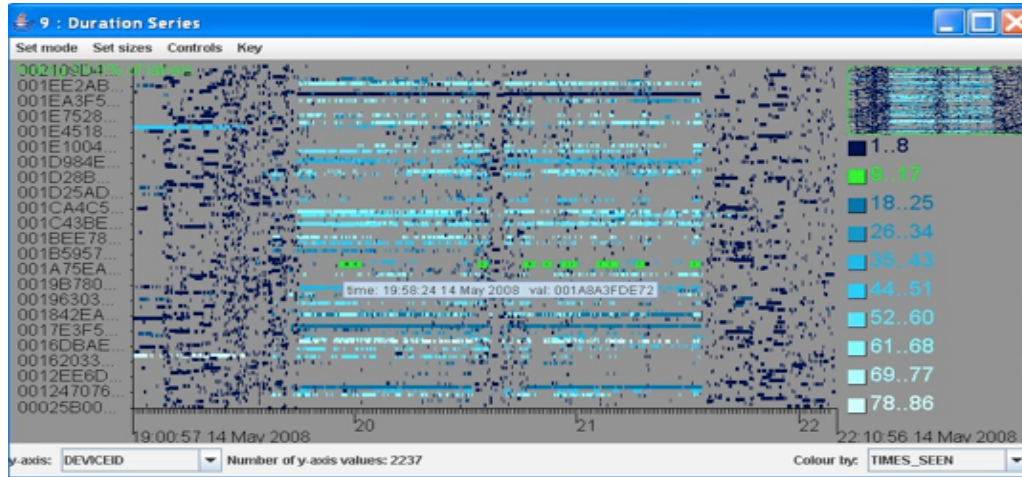 9 : Duration Series
Set mode Set sizes Controls Key
001EE2AB...
001EA3F5...
001E7528...
001E4518...
001E1004...
001D984E...
001D28B...
001D25AD...
001CA4C5...
001C43BE...
001BEE78...
001B5957...
001A75EA...
0019B780...
00196303...
001842EA...
0017E3F5...
0016DBAE...
00162033...
0012EE6D...
001247076...
00025B00...
time: 19:58:24 14 May 2008 val: 001A8A3FDE72
1..8
9..17
18..25
26..34
35..43
44..51
52..60
61..68
69..77
78..86
20 21 22
19:00:57 14 May 2008 22:10:56 14 May 2008
y-axis: DEVICEID Number of y-axis values: 2237 Colour by: TIMES_SEEN